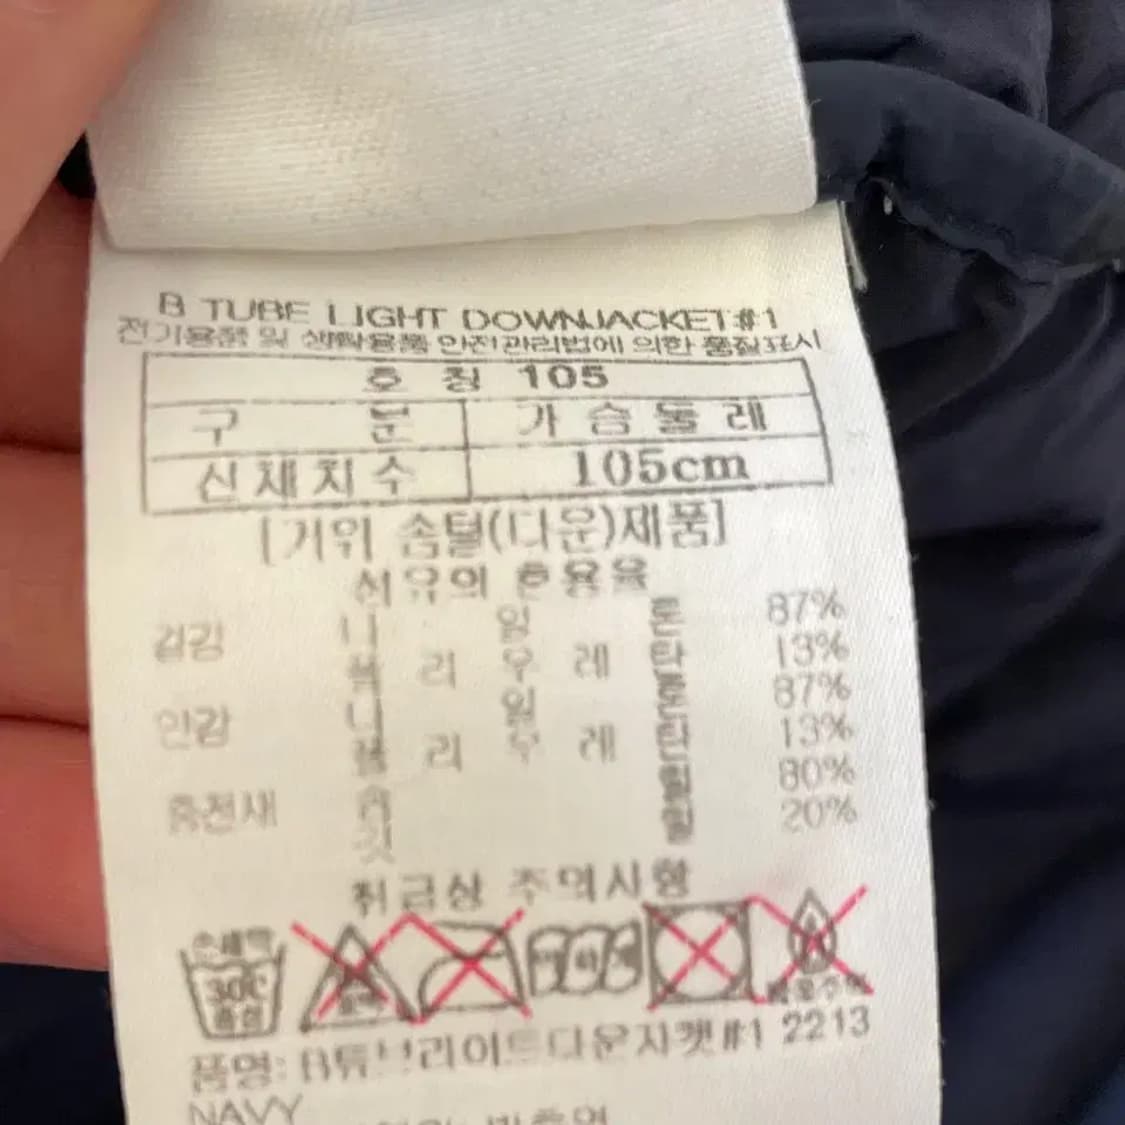 B TUBE LIGHT DOWNJACKET#1
전기용품 및 생활용품 안전관리법에 의한 품질표시
호 칭 105
구 분 가 슴 둘 레
신 체 치 수 105cm
[거위 솜털(다운)제품]
섬 유 의 혼 용 율
겉감 나 일 론 87%
폴 리 우 레 탄 13%
안감 나 일 론 87%
폴 리 우 레 탄 13%
충전재 솜 털 80%
깃 털 20%
취 급 상 주 의 사 항
손세탁
30℃
중성
품명: B튜브라이트다운자켓#1 2213
NAVY